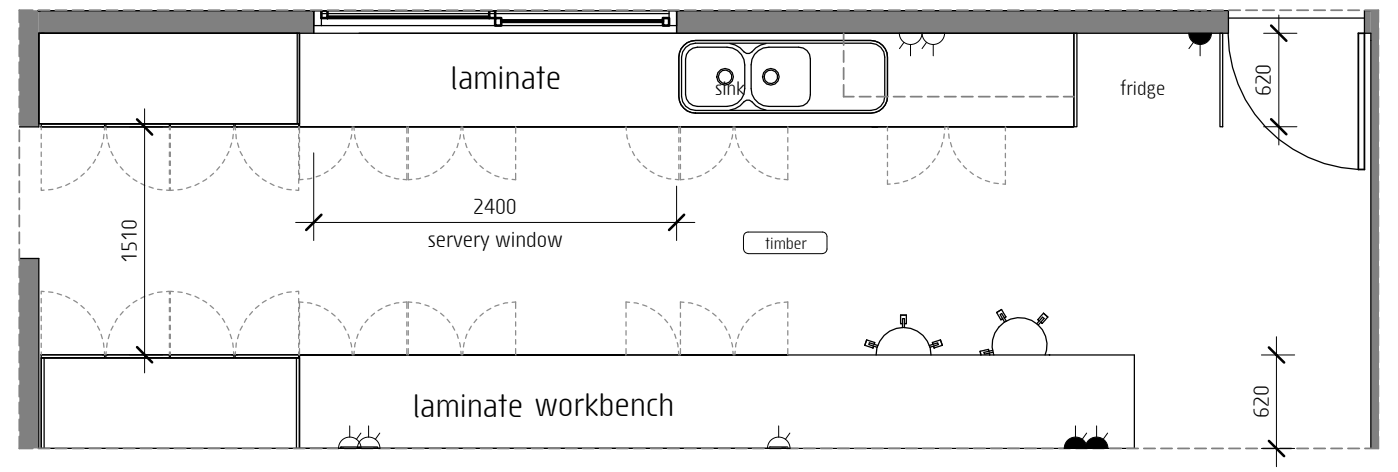 laminate
sink
fridge
620
2400
servery window
1510
timber
laminate workbench
620